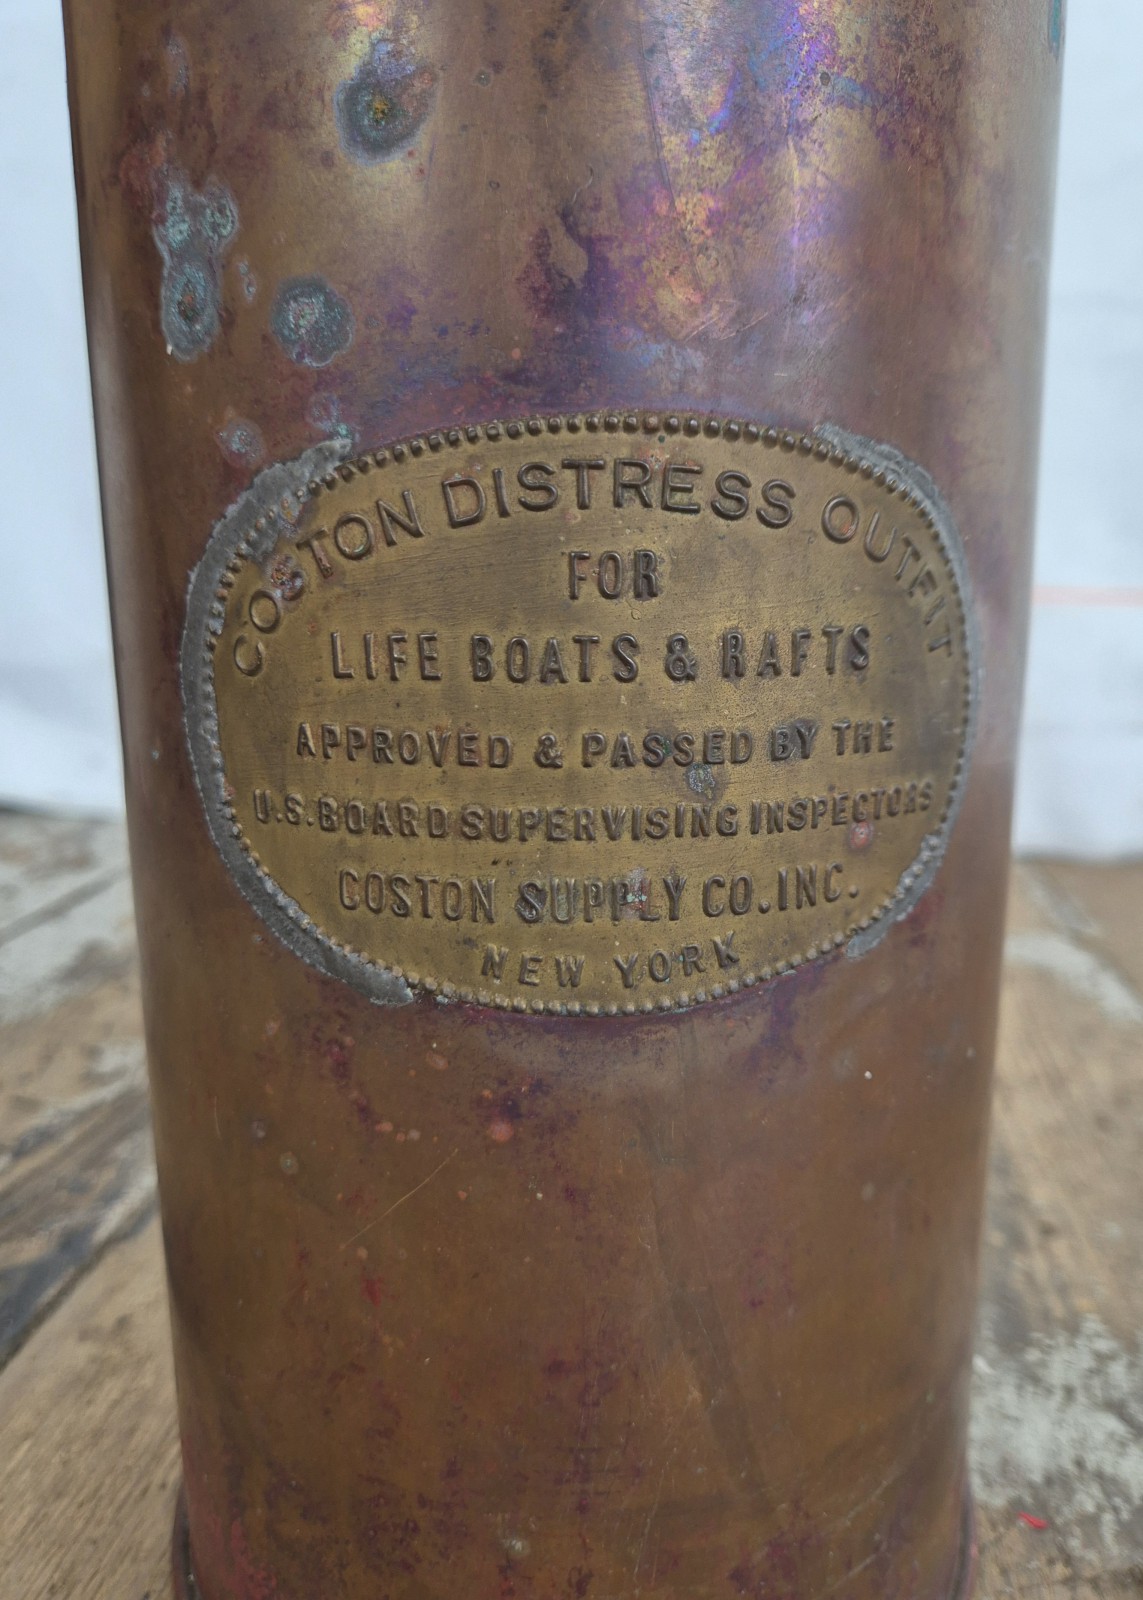 COSTON DISTRESS OUTFIT
FOR
LIFE BOATS & RAFTS
APPROVED & PASSED BY THE
U.S. BOARD SUPERVISING INSPECTORS
COSTON SUPPLY CO. INC.
NEW YORK